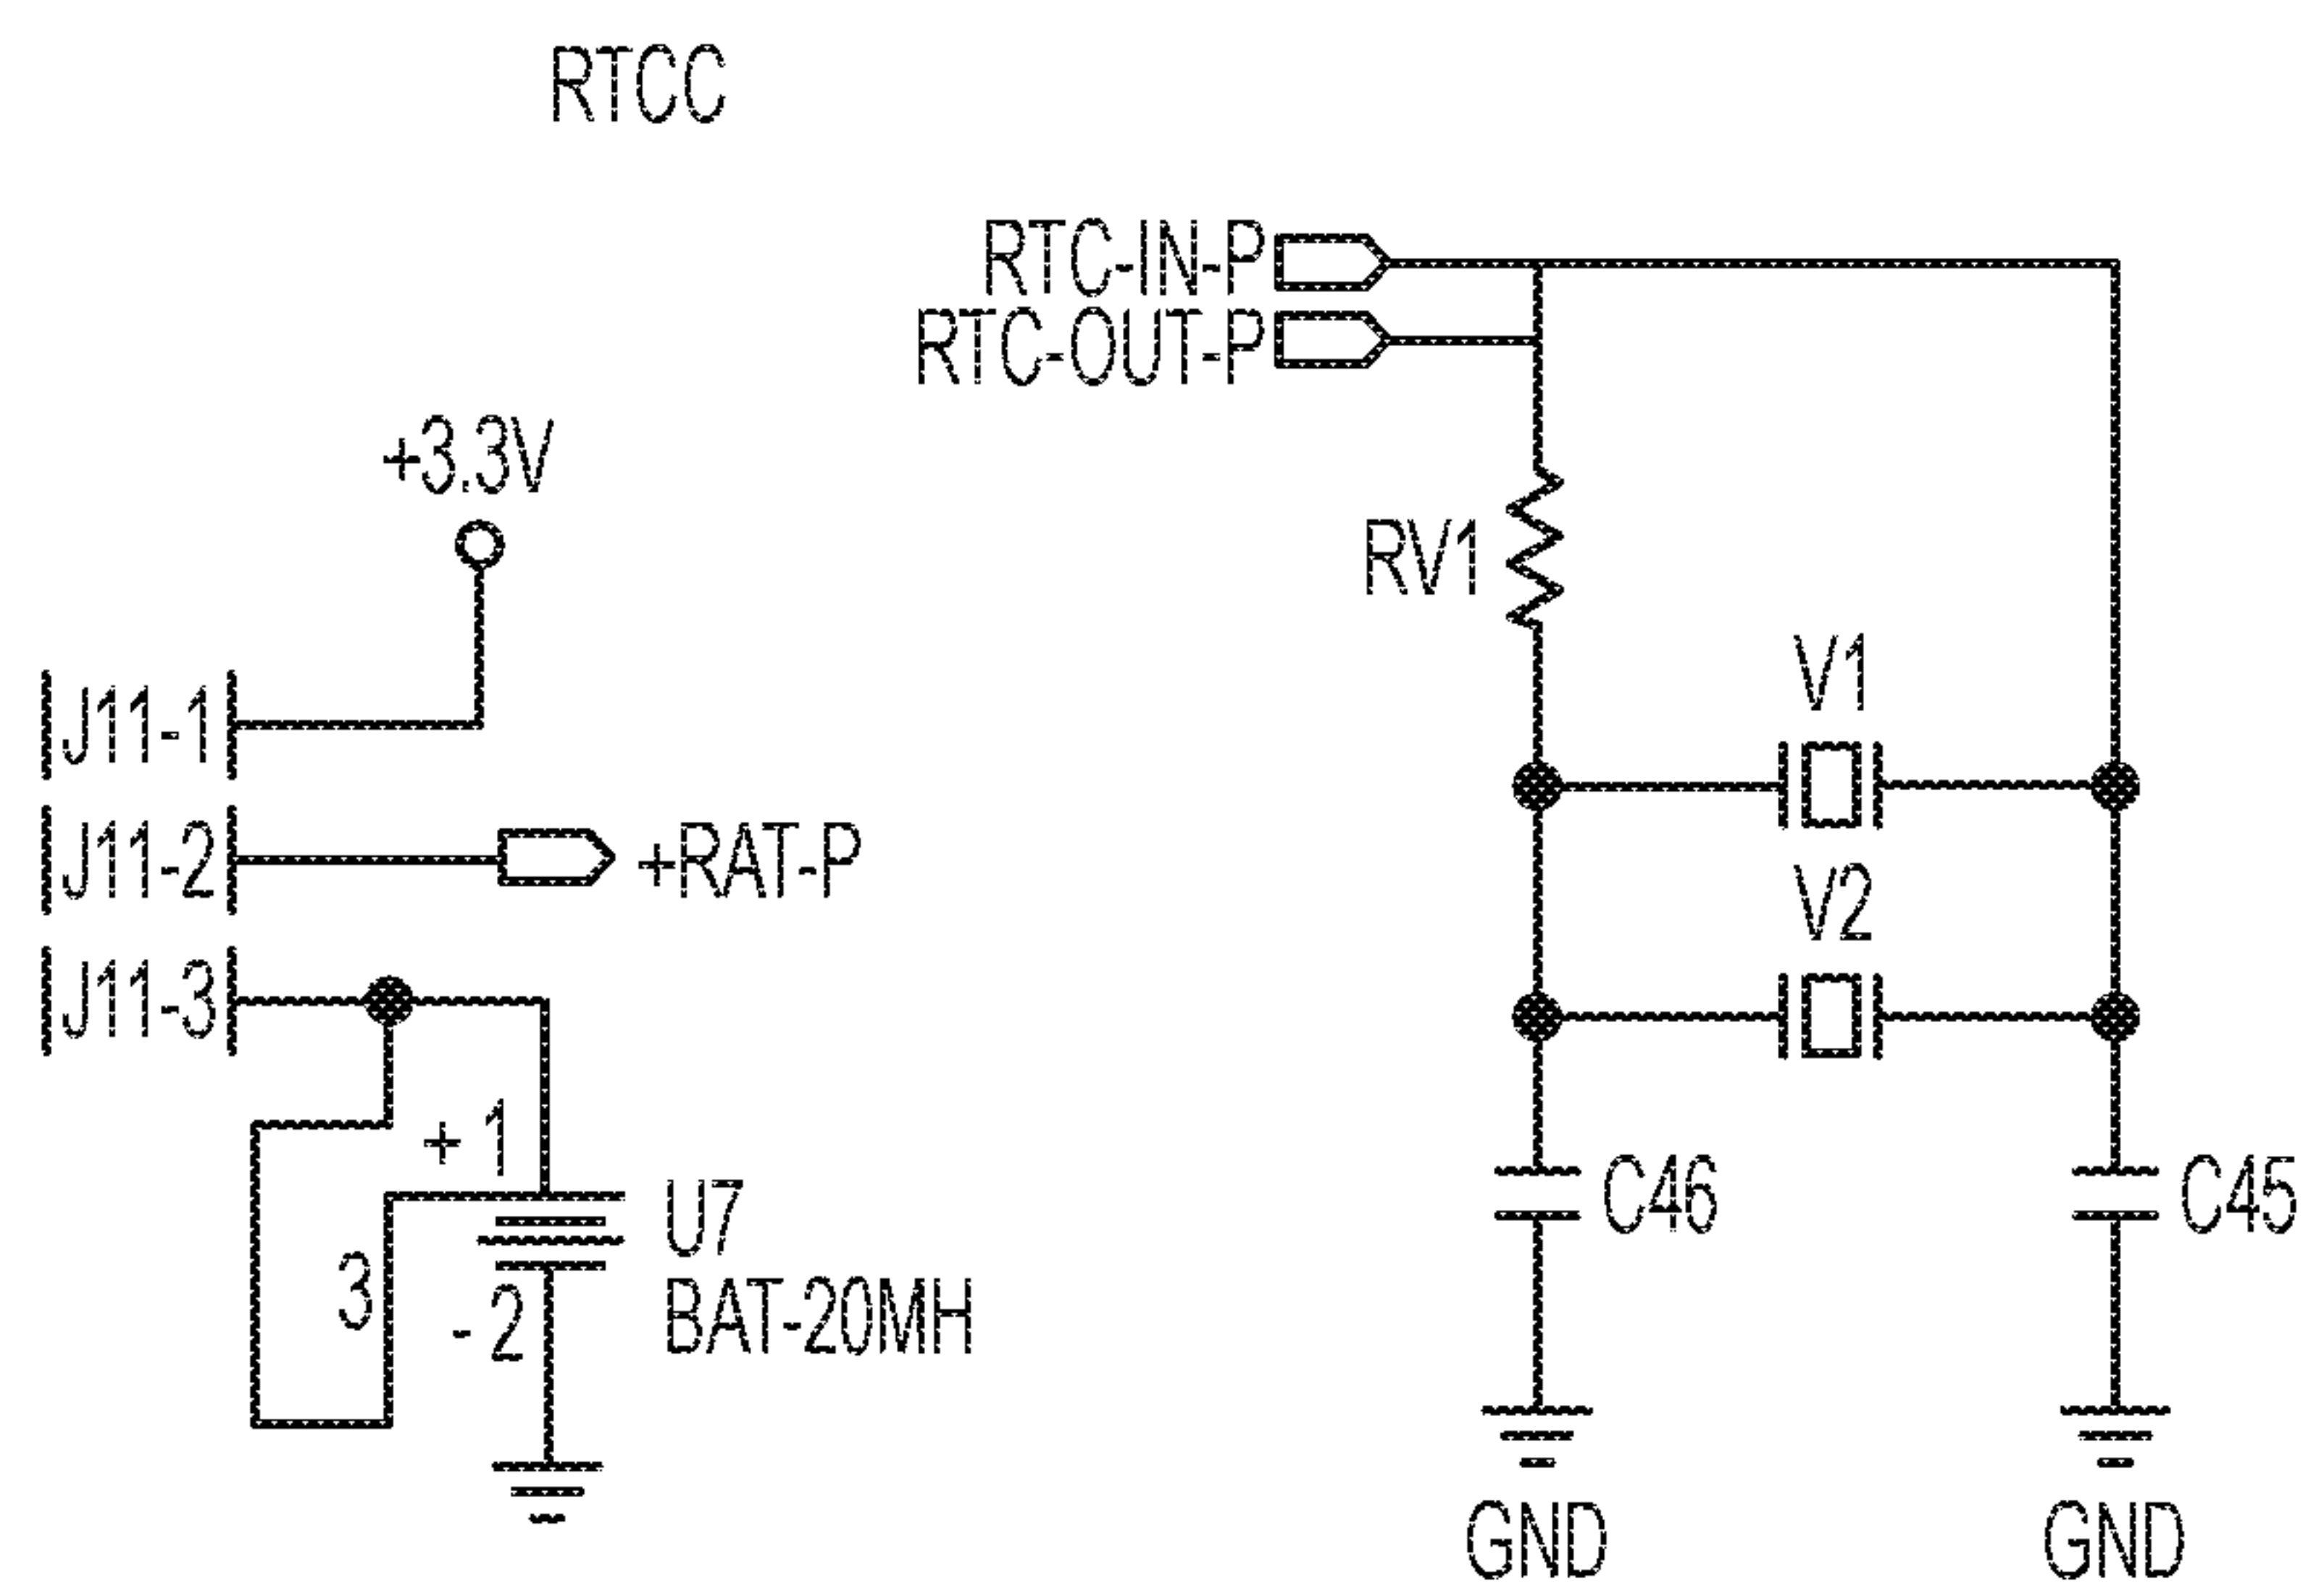 RTCC
RTC-IN-P
RTC-OUT-P
+3.3V
RV1
J11-1
V1
J11-2
+RAT-P
V2
J11-3
+ 1
U7
C46
C45
3
- 2
BAT-20MH
GND
GND